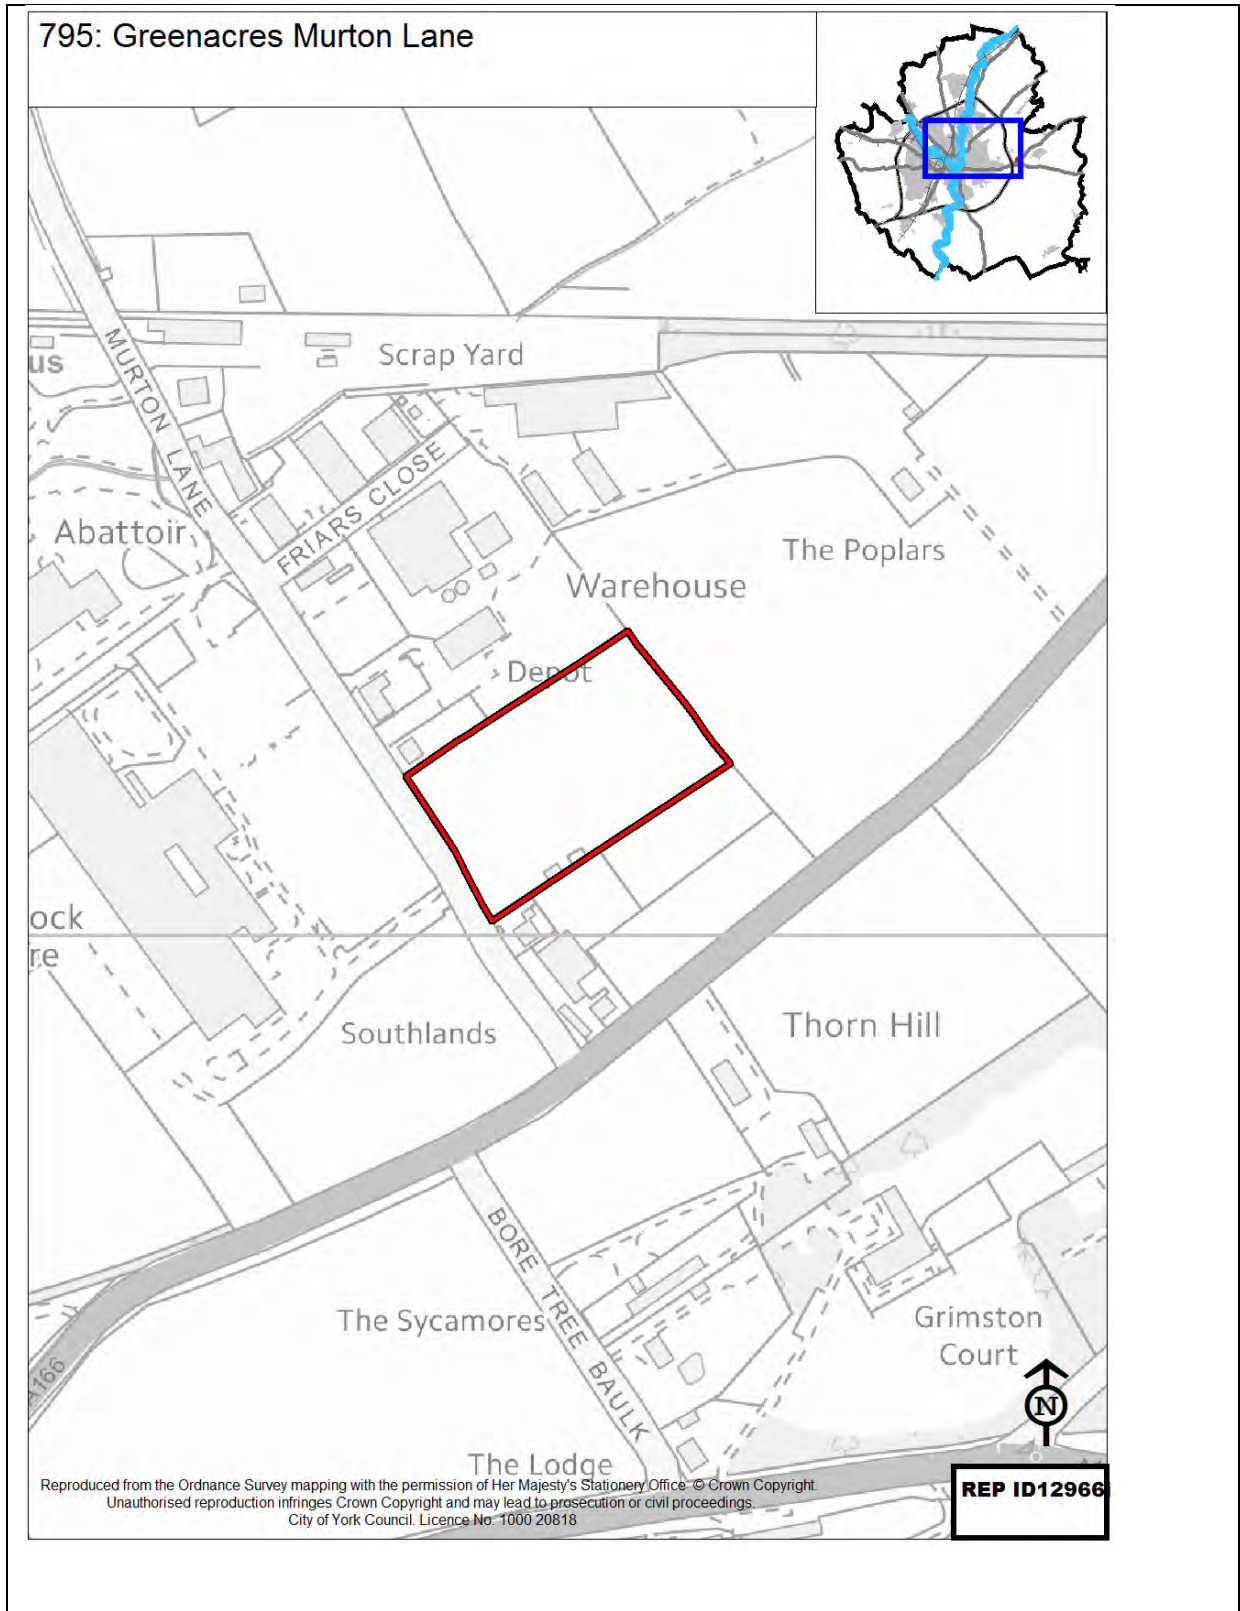 795: Greenacres Murton Lane
us
Scrap Yard
MURTON LANE
FRIARS CLOSE
Abattoir
The Poplars
Warehouse
Depot
ock
re
Southlands
Thorn Hill
BORE TREE BAULK
The Sycamores
Grimston
Court
A166
N
The Lodge
Reproduced from the Ordnance Survey mapping with the permission of Her Majesty's Stationery Office © Crown Copyright.
Unauthorised reproduction infringes Crown Copyright and may lead to prosecution or civil proceedings.
City of York Council. Licence No. 1000 20818
REP ID12966